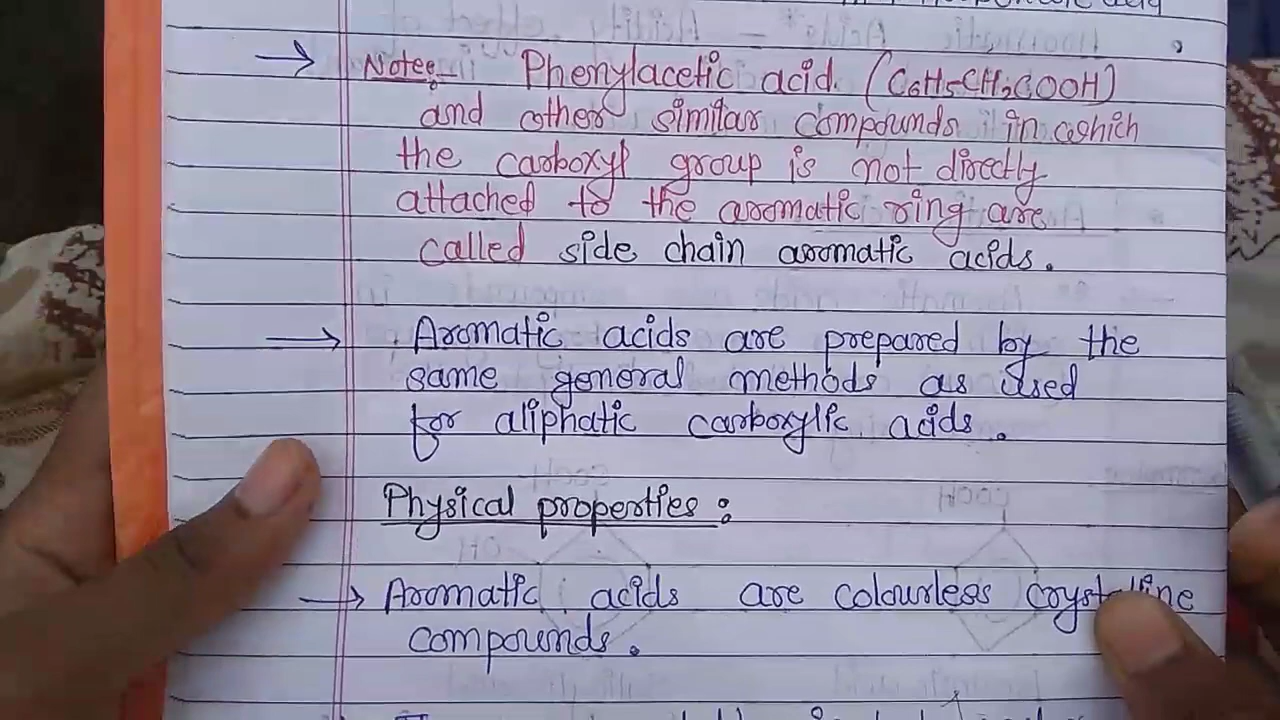 → Note:- Phenylacetic acid. (C6H5-CH2COOH)
and other similar compounds in which
the carboxyl group is not directly
attached to the aromatic ring are
called side chain aromatic acids.
→ Aromatic acids are prepared by the
same general methods as used
for aliphatic carboxylic acids.
Physical properties:
→ Aromatic acids are colourless crystalline
compounds.